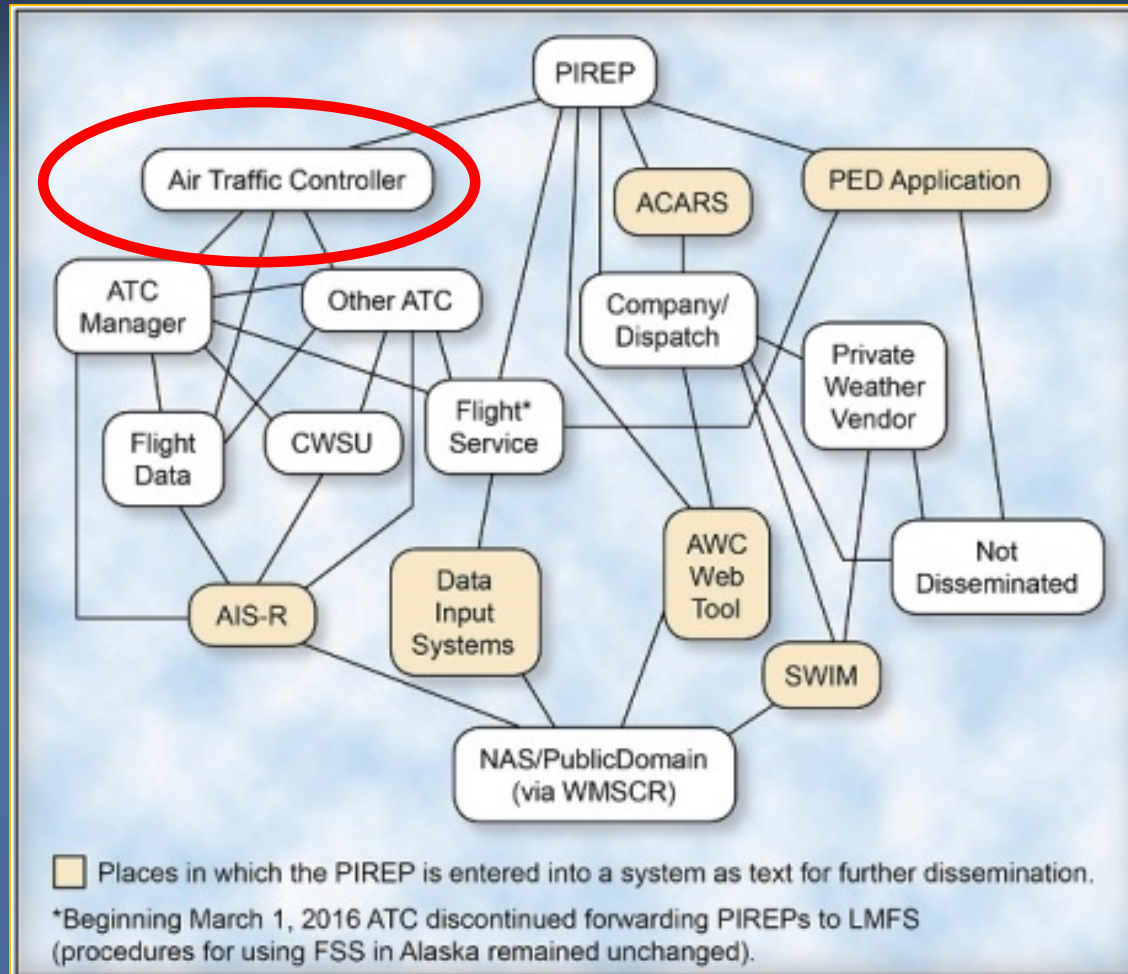 PIREP
Air Traffic Controller
ACARS
PED Application
ATC
Manager
Other ATC
Company/
Dispatch
Private
Weather
Vendor
Flight
Data
CWSU
Flight*
Service
AWC
Web
Tool
Not
Disseminated
AIS-R
Data
Input
Systems
SWIM
NAS/PublicDomain
(via WMSCR)
Places in which the PIREP is entered into a system as text for further dissemination.
*Beginning March 1, 2016 ATC discontinued forwarding PIREPs to LMFS
(procedures for using FSS in Alaska remained unchanged).